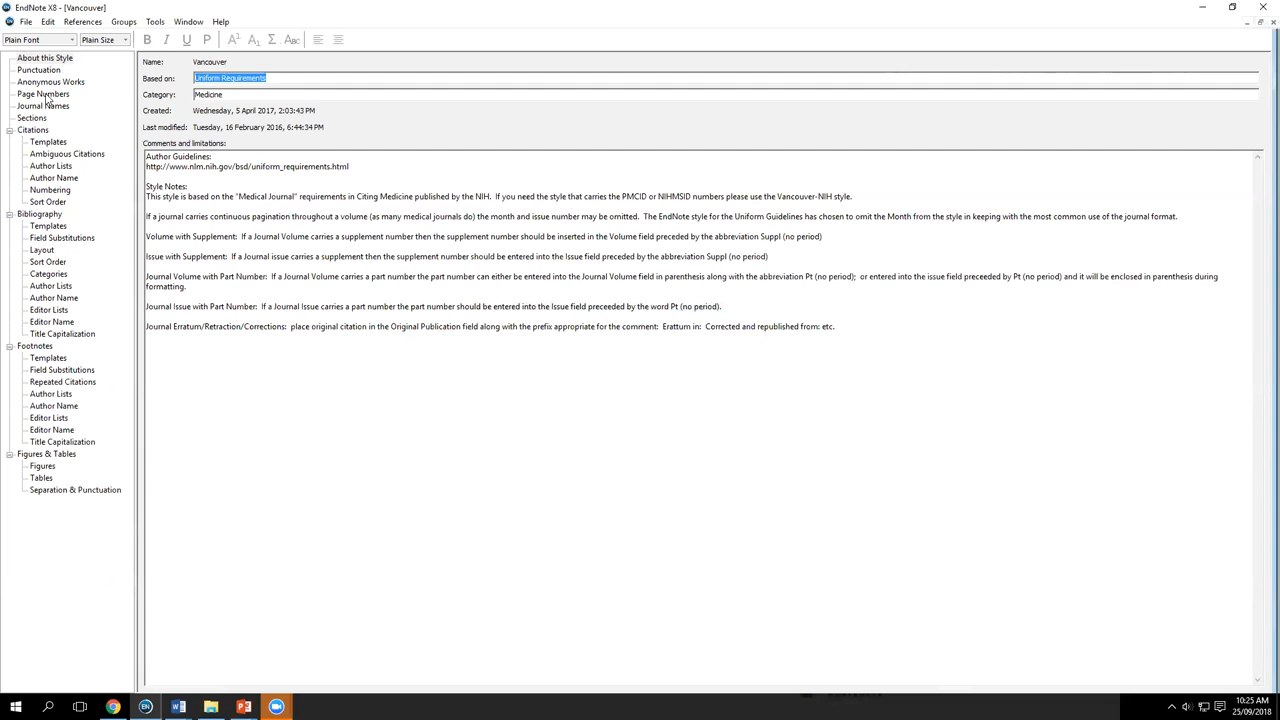 EndNote X8 - [Vancouver]
File Edit References Groups Tools Window Help
Plain Font Plain Size B I U P A¹ A₁ Σ Abc
About this Style
Punctuation
Anonymous Works
Page Numbers
Journal Names
Sections
Citations
Templates
Ambiguous Citations
Author Lists
Author Name
Numbering
Sort Order
Bibliography
Templates
Field Substitutions
Layout
Sort Order
Categories
Author Lists
Author Name
Editor Lists
Editor Name
Title Capitalization
Footnotes
Templates
Field Substitutions
Repeated Citations
Author Lists
Author Name
Editor Lists
Editor Name
Title Capitalization
Figures & Tables
Figures
Tables
Separation & Punctuation
Name: Vancouver
Based on: Uniform Requirements
Category: Medicine
Created: Wednesday, 5 April 2017, 2:03:43 PM
Last modified: Tuesday, 16 February 2016, 6:44:34 PM
Comments and limitations:
Author Guidelines:
http://www.nlm.nih.gov/bsd/uniform_requirements.html
Style Notes:
This style is based on the "Medical Journal" requirements in Citing Medicine published by the NIH. If you need the style that carries the PMCID or NIHMSID numbers please use the Vancouver-NIH style.
If a journal carries continuous pagination throughout a volume (as many medical journals do) the month and issue number may be omitted. The EndNote style for the Uniform Guidelines has chosen to omit the Month from the style in keeping with the most common use of the journal format.
Volume with Supplement: If a Journal Volume carries a supplement number then the supplement number should be inserted in the Volume field preceded by the abbreviation Suppl (no period)
Issue with Supplement: If a Journal issue carries a supplement then the supplement number should be entered into the Issue field preceded by the abbreviation Suppl (no period)
Journal Volume with Part Number: If a Journal Volume carries a part number the part number can either be entered into the Journal Volume field in parenthesis along with the abbreviation Pt (no period); or entered into the issue field preceeded by Pt (no period) and it will be enclosed in parenthesis during
formatting.
Journal Issue with Part Number: If a Journal Issue carries a part number the part number should be entered into the Issue field preceeded by the word Pt (no period).
Journal Erratum/Retraction/Corrections: place original citation in the Original Publication field along with the prefix appropriate for the comment: Erattum in: Corrected and republished from: etc.
10:25 AM
25/09/2018